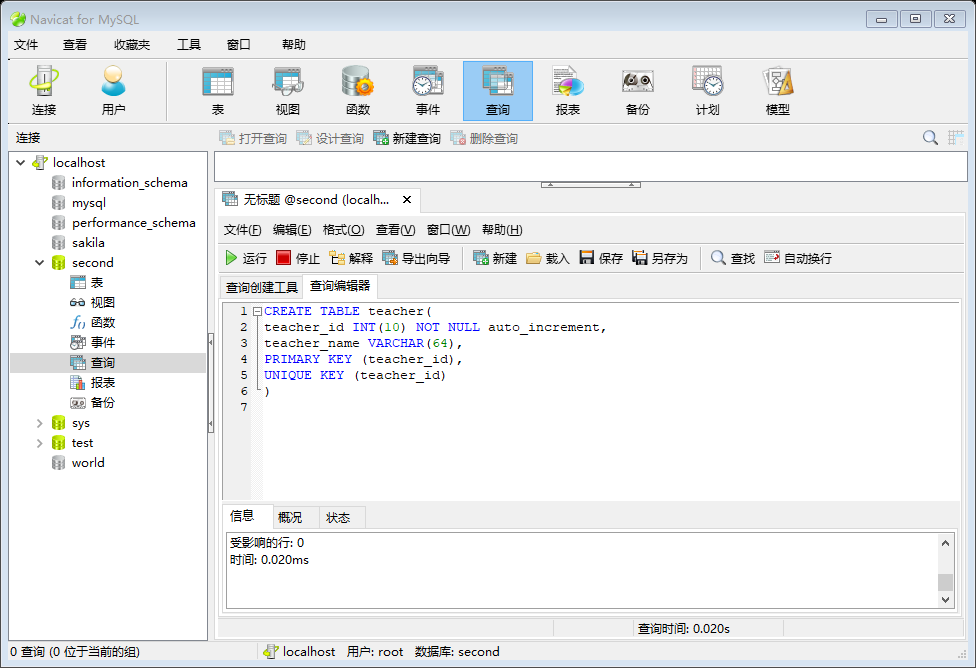 Navicat for MySQL
文件 查看 收藏夹 工具 窗口 帮助
连接 用户 表 视图 函数 事件 查询 报表 备份 计划 模型
连接
打开查询 设计查询 新建查询 删除查询
localhost
information_schema
mysql
performance_schema
sakila
second
表
视图
函数
事件
查询
报表
备份
sys
test
world
无标题 @second (localh...
文件(F) 编辑(E) 格式(O) 查看(V) 窗口(W) 帮助(H)
运行 停止 解释 导出向导 新建 载入 保存 另存为 查找 自动换行
查询创建工具 查询编辑器
1 CREATE TABLE teacher(
2 teacher_id INT(10) NOT NULL auto_increment,
3 teacher_name VARCHAR(64),
4 PRIMARY KEY (teacher_id),
5 UNIQUE KEY (teacher_id)
6 )
7
信息 概况 状态
受影响的行: 0
时间: 0.020ms
查询时间: 0.020s
0 查询 (0 位于当前的组) localhost 用户: root 数据库: second